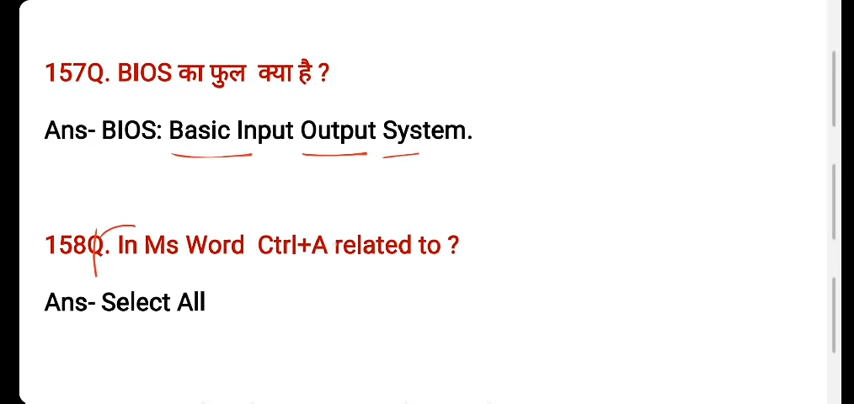 157Q. BIOS का फुल क्या है ?
Ans- BIOS: Basic Input Output System.
158Q. In Ms Word Ctrl+A related to ?
Ans- Select All